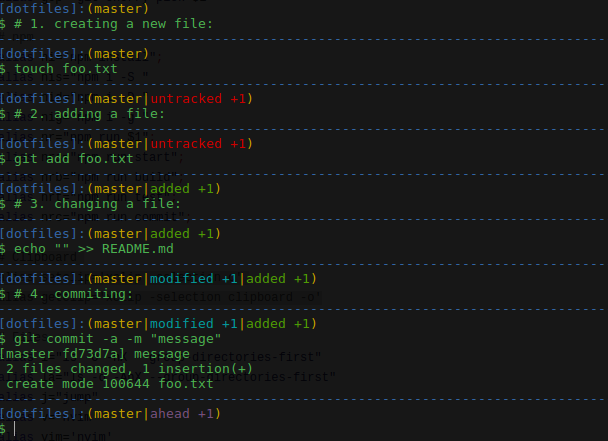 [dotfiles]:(master)
$ # 1. creating a new file:
[dotfiles]:(master)
$ touch foo.txt
[dotfiles]:(master|untracked +1)
$ # 2. adding a file:
[dotfiles]:(master|untracked +1)
$ git add foo.txt
[dotfiles]:(master|added +1)
$ # 3. changing a file:
[dotfiles]:(master|added +1)
$ echo "" >> README.md
[dotfiles]:(master|modified +1|added +1)
$ # 4. commiting:
[dotfiles]:(master|modified +1|added +1)
$ git commit -a -m "message"
[master fd73d7a] message
2 files changed, 1 insertion(+)
create mode 100644 foo.txt
[dotfiles]:(master|ahead +1)
$